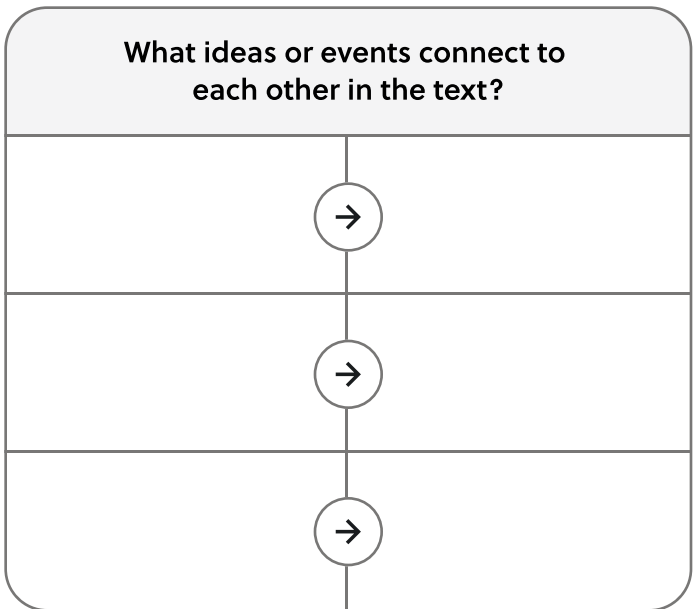 What ideas or events connect to
each other in the text?